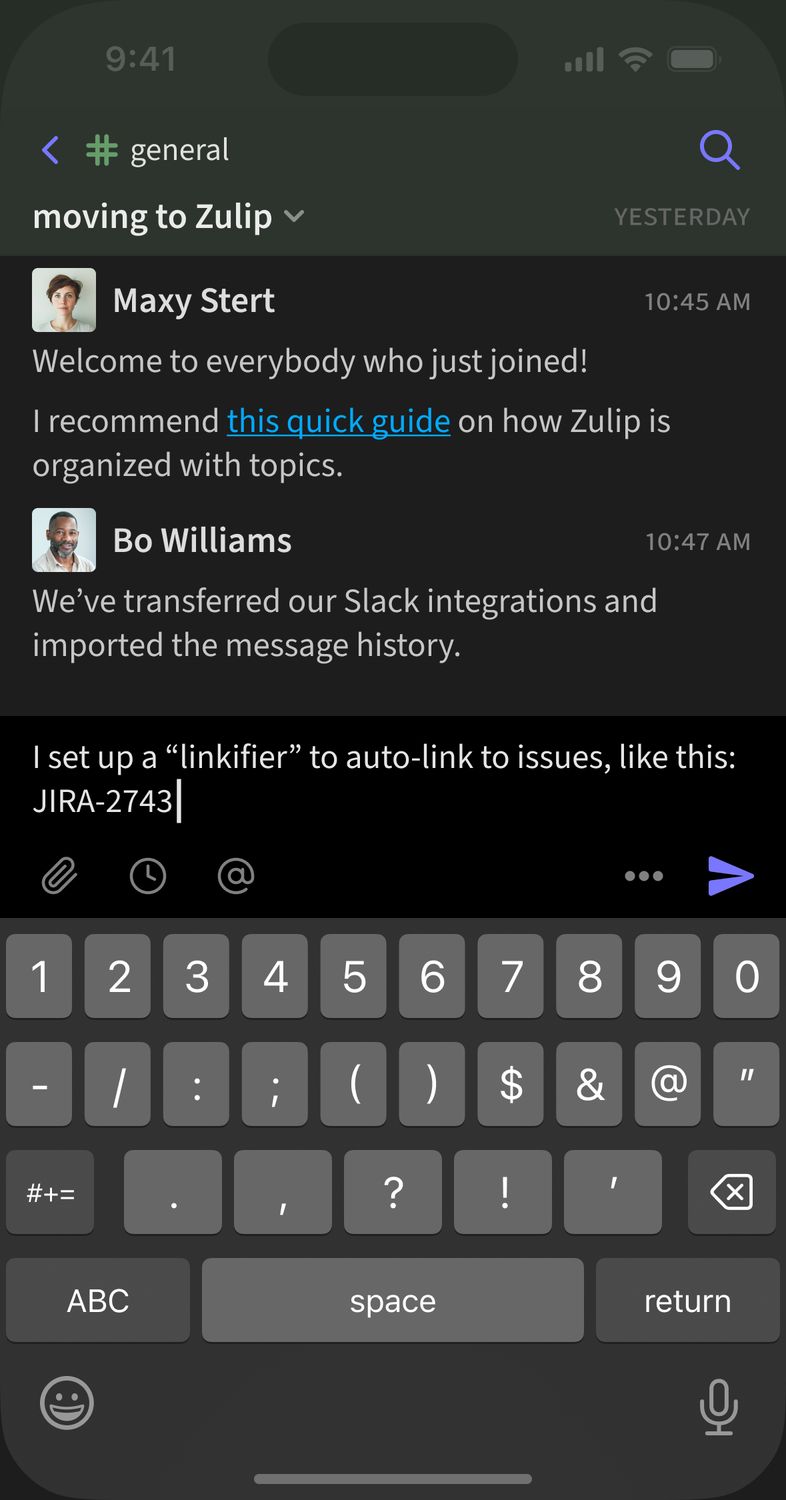 9:41
# general
moving to Zulip
YESTERDAY
Maxy Stert
10:45 AM
Welcome to everybody who just joined!
I recommend this quick guide on how Zulip is
organized with topics.
Bo Williams
10:47 AM
We’ve transferred our Slack integrations and
imported the message history.
I set up a “linkifier” to auto-link to issues, like this:
JIRA-2743
1 2 3 4 5 6 7 8 9 0
- / : ; ( ) $ & @ "
#+= . , ? ! '
ABC space return